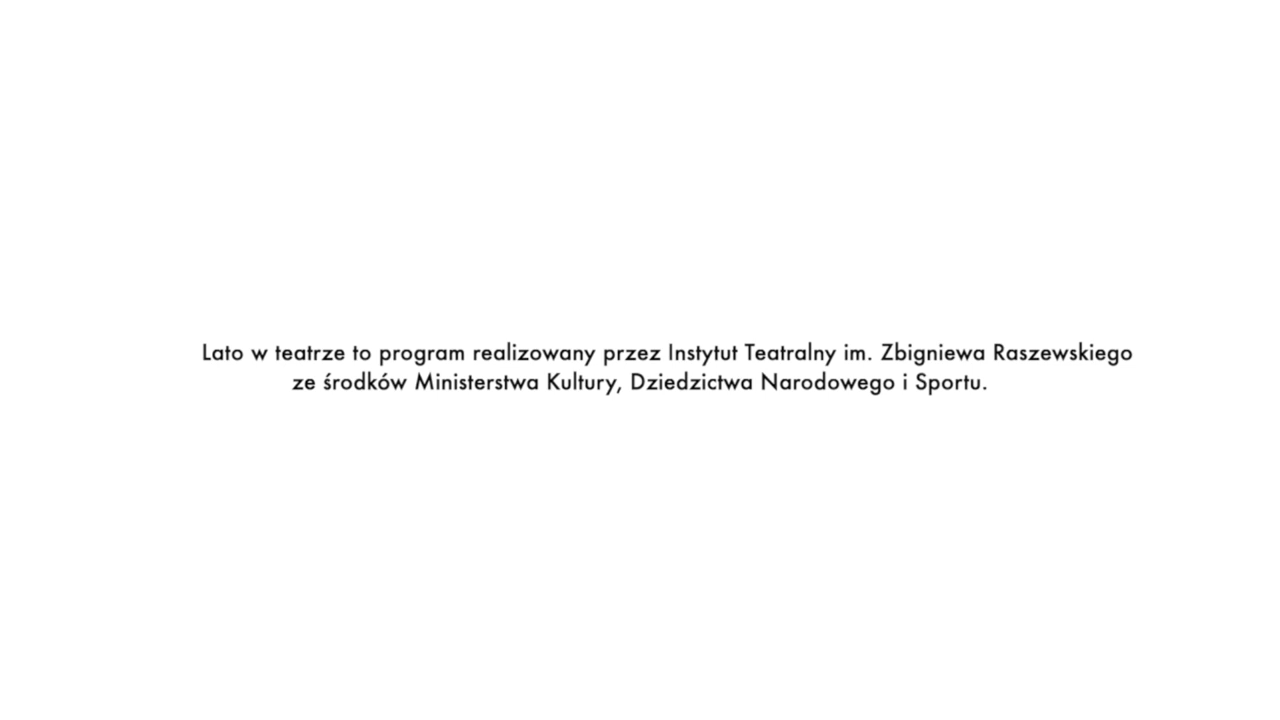 Lato w teatrze to program realizowany przez Instytut Teatralny im. Zbigniewa Raszewskiego
ze środków Ministerstwa Kultury, Dziedzictwa Narodowego i Sportu.